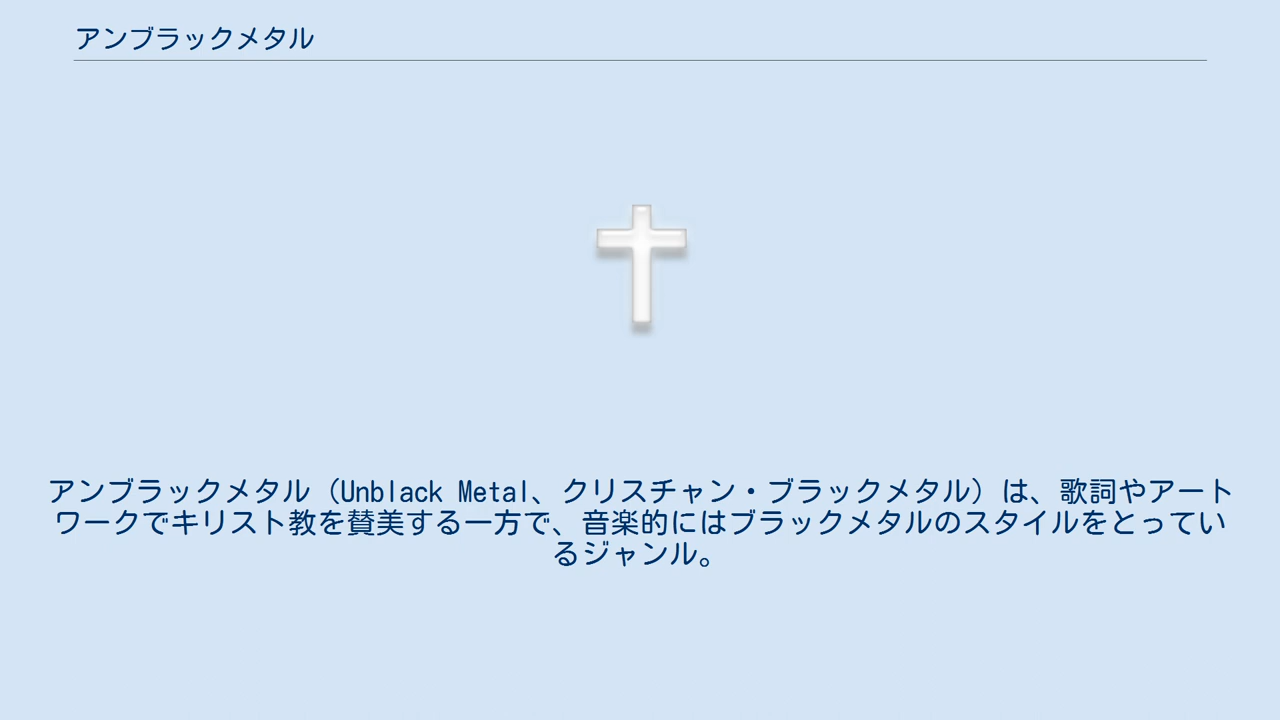 アンブラックメタル
アンブラックメタル（Unblack Metal、クリスチャン・ブラックメタル）は、歌詞やアート
ワークでキリスト教を賛美する一方で、音楽的にはブラックメタルのスタイルをとってい
るジャンル。